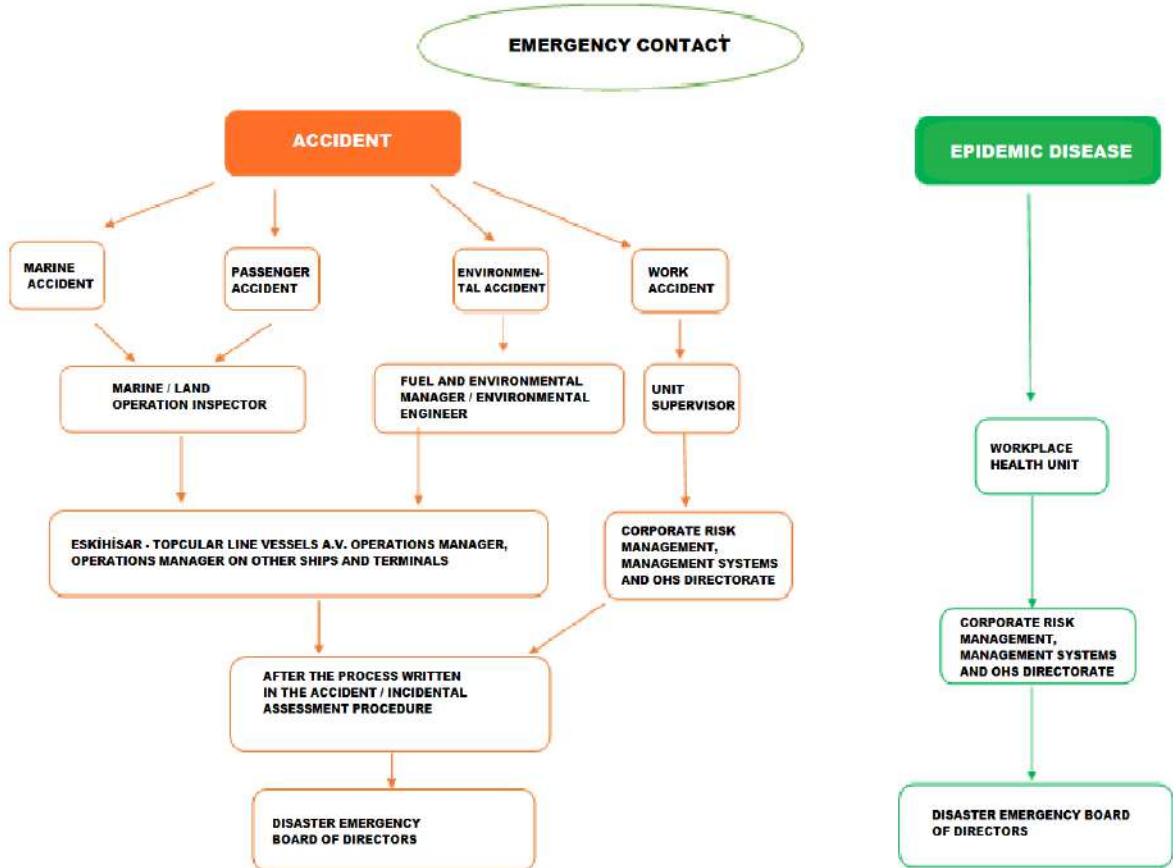 EMERGENCY CONTACT
ACCIDENT
EPIDEMIC DISEASE
MARINE
ACCIDENT
PASSENGER
ACCIDENT
ENVIRONMEN-
TAL ACCIDENT
WORK
ACCIDENT
MARINE / LAND
OPERATION INSPECTOR
FUEL AND ENVIRONMENTAL
MANAGER / ENVIRONMENTAL
ENGINEER
UNIT
SUPERVISOR
WORKPLACE
HEALTH UNIT
ESKİHİSAR - TOPCULAR LINE VESSELS A.V. OPERATIONS MANAGER,
OPERATIONS MANAGER ON OTHER SHIPS AND TERMINALS
CORPORATE RISK
MANAGEMENT,
MANAGEMENT SYSTEMS
AND OHS DIRECTORATE
CORPORATE RISK
MANAGEMENT,
MANAGEMENT SYSTEMS
AND OHS DIRECTORATE
AFTER THE PROCESS WRITTEN
IN THE ACCIDENT / INCIDENTAL
ASSESSMENT PROCEDURE
DISASTER EMERGENCY
BOARD OF DIRECTORS
DISASTER EMERGENCY BOARD
OF DIRECTORS